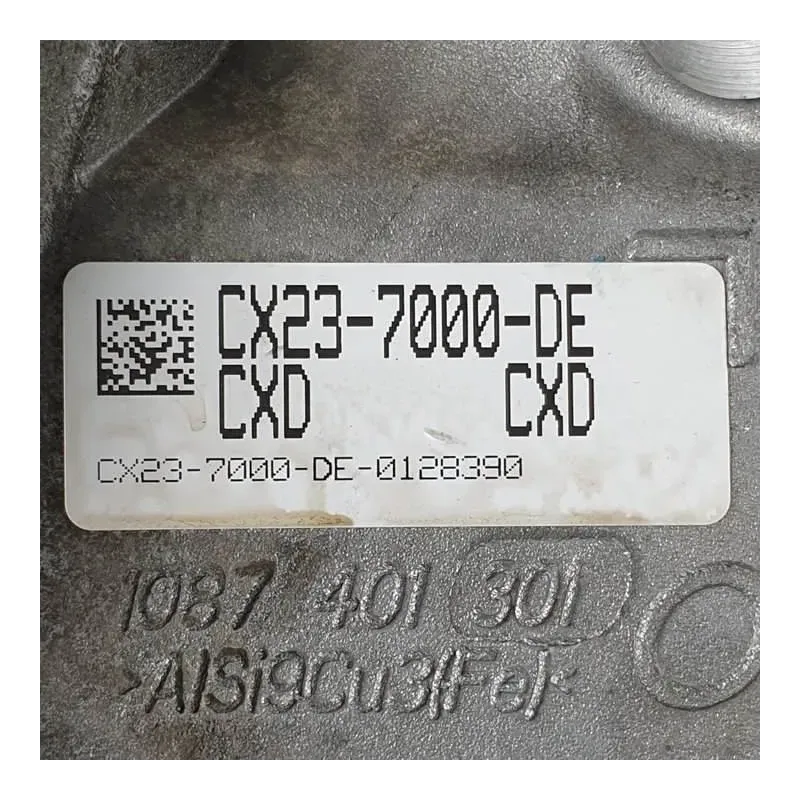 CX23-7000-DE
CXD CXD
CX23-7000-DE-0128390
1087 401 301
>AlSi9Cu3(Fe)<